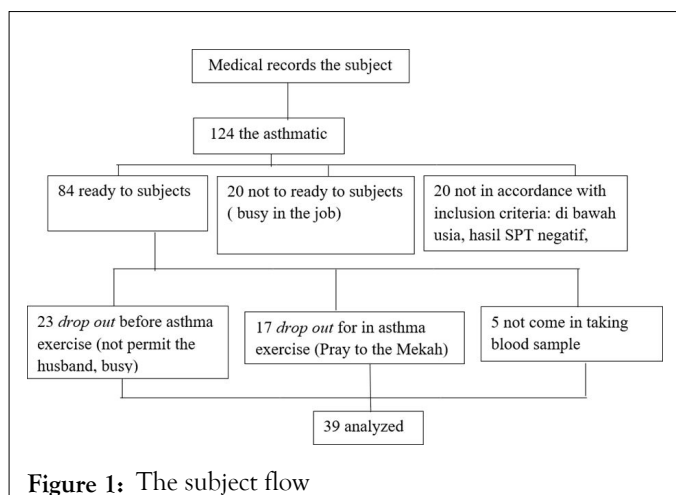 Medical records the subject
124 the asthmatic
84 ready to subjects
20 not to ready to subjects
( busy in the job)
20 not in accordance with
inclusion criteria: di bawah
usia, hasil SPT negatif,
23 drop out before asthma
exercise (not permit the
husband, busy)
17 drop out for in asthma
exercise (Pray to the Mekah)
5 not come in taking
blood sample
39 analyzed
Figure 1: The subject flow